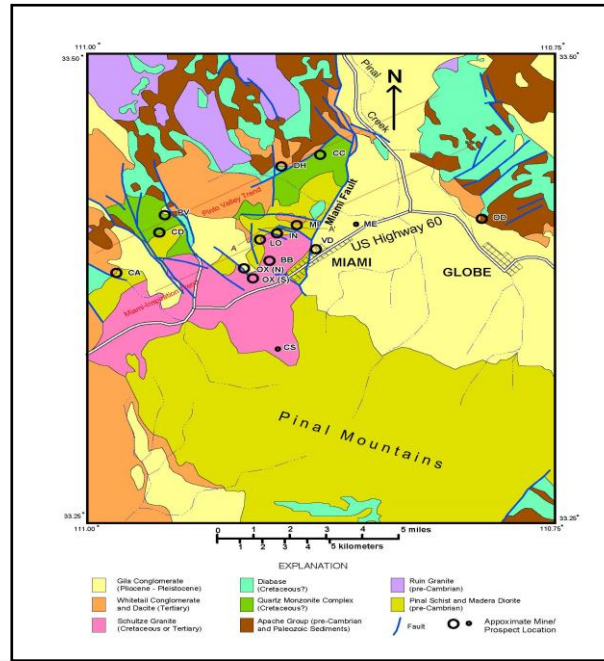 111.00
33.50°
110.75
33.50°
N
Pinal
Creek
CC
DH
Pinto Valley Trend
PV
CD
MI
IN
A'
LO
A
Miami Fault
ME
DD
VD
US Highway 60
BB
MIAMI
GLOBE
CA
OX (N)
OX (S)
CS
Pinal Mountains
33.25°
111.00
33.25°
110.75
0 1 2 3 4 5 miles
1 2 3 4 5 kilometers
EXPLANATION
Gila Conglomerate
(Pliocene - Pleistocene)
Diabase
(Cretaceous?)
Ruin Granite
(pre-Cambrian)
Whitetail Conglomerate
and Dacite (Tertiary)
Quartz Monzonite Complex
(Cretaceous?)
Pinal Schist and Madera Diorite
(pre-Cambrian)
Schultze Granite
(Cretaceous or Tertiary)
Apache Group (pre-Cambrian
and Paleozoic Sediments)
Fault
Appoximate Mine/
Prospect Location